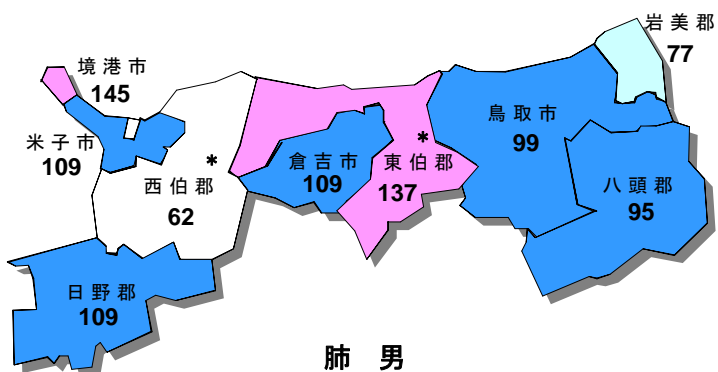 岩美郡
77
境港市
145
鳥取市
99
米子市
109
*
倉吉市
109
*
東伯郡
137
西伯郡
62
八頭郡
95
日野郡
109
肺 男